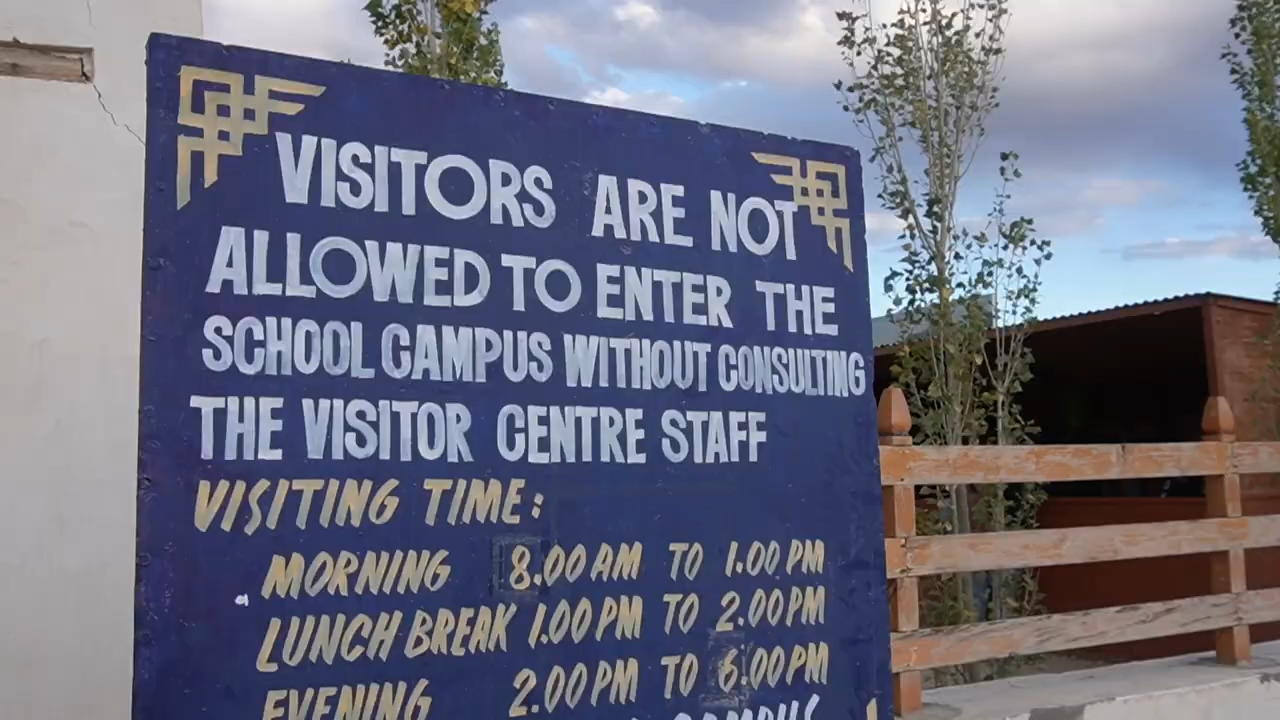 VISITORS ARE NOT
ALLOWED TO ENTER THE
SCHOOL CAMPUS WITHOUT CONSULTING
THE VISITOR CENTRE STAFF
VISITING TIME:
MORNING 8.00 AM TO 1.00 PM
LUNCH BREAK 1.00 PM TO 2.00 PM
EVENING 2.00 PM TO 6.00 PM
CAMPUS